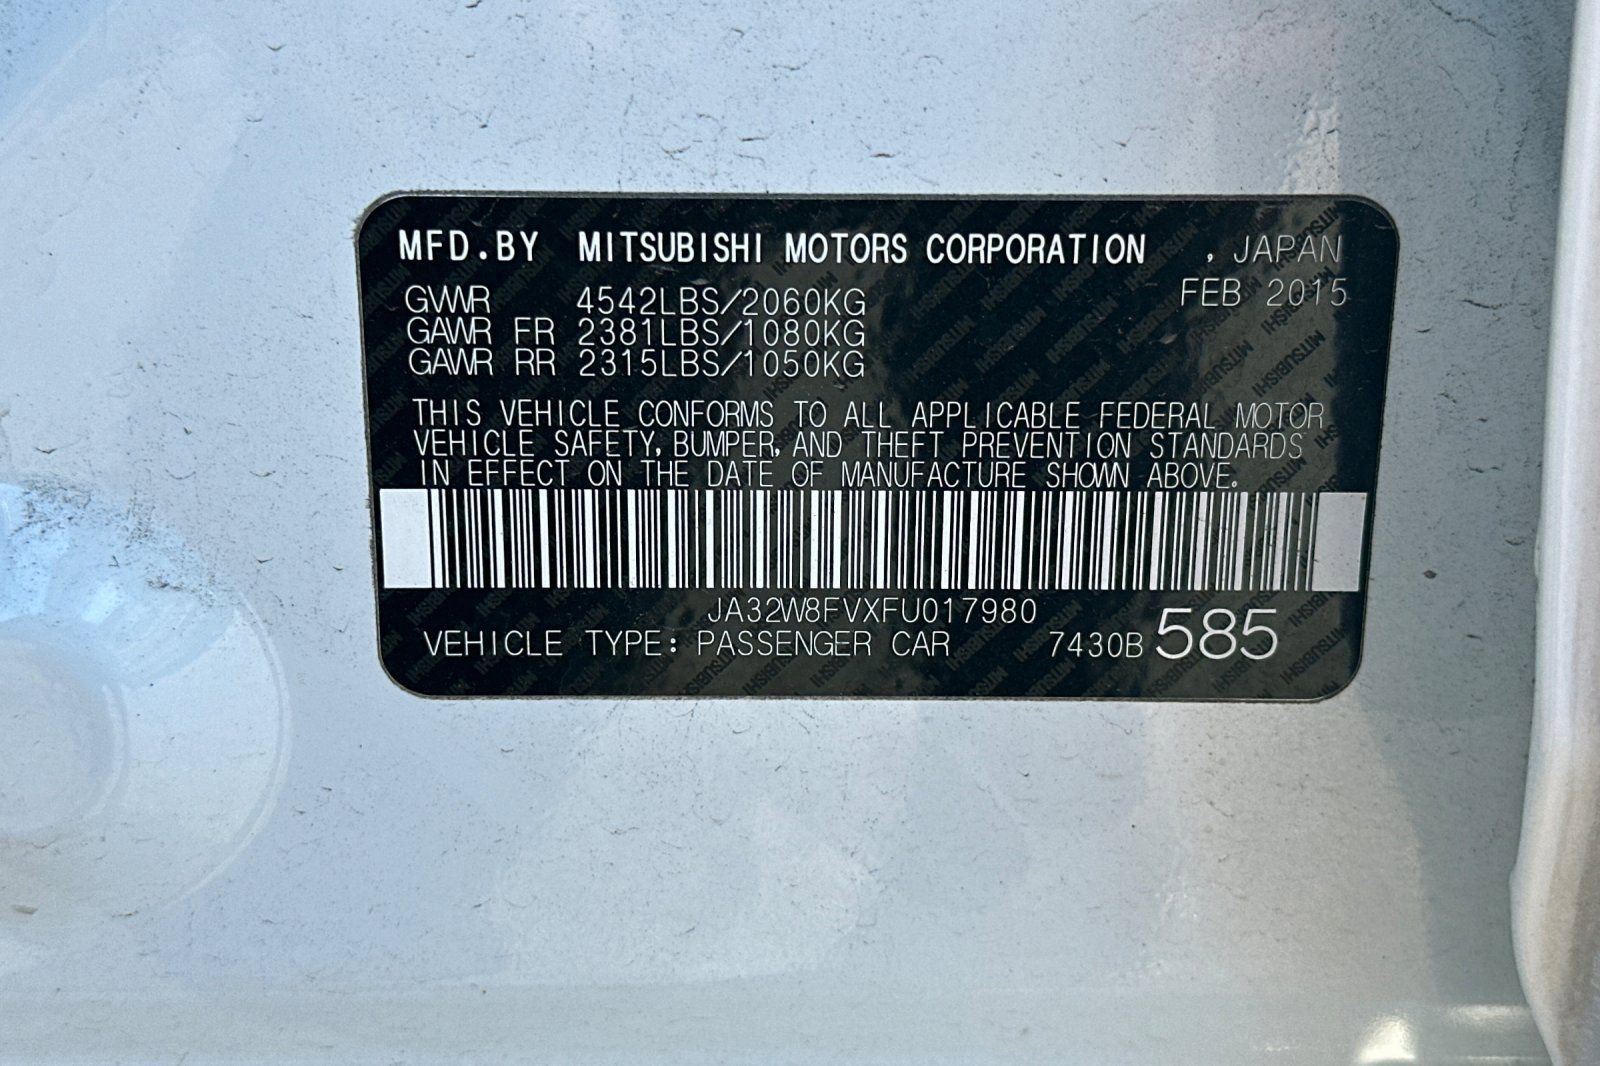 MFD.BY MITSUBISHI MOTORS CORPORATION , JAPAN
GVWR 4542LBS/2060KG FEB 2015
GAWR FR 2381LBS/1080KG
GAWR RR 2315LBS/1050KG
THIS VEHICLE CONFORMS TO ALL APPLICABLE FEDERAL MOTOR
VEHICLE SAFETY, BUMPER, AND THEFT PREVENTION STANDARDS
IN EFFECT ON THE DATE OF MANUFACTURE SHOWN ABOVE.
JA32W8FVXFU017980
VEHICLE TYPE: PASSENGER CAR 7430B 585